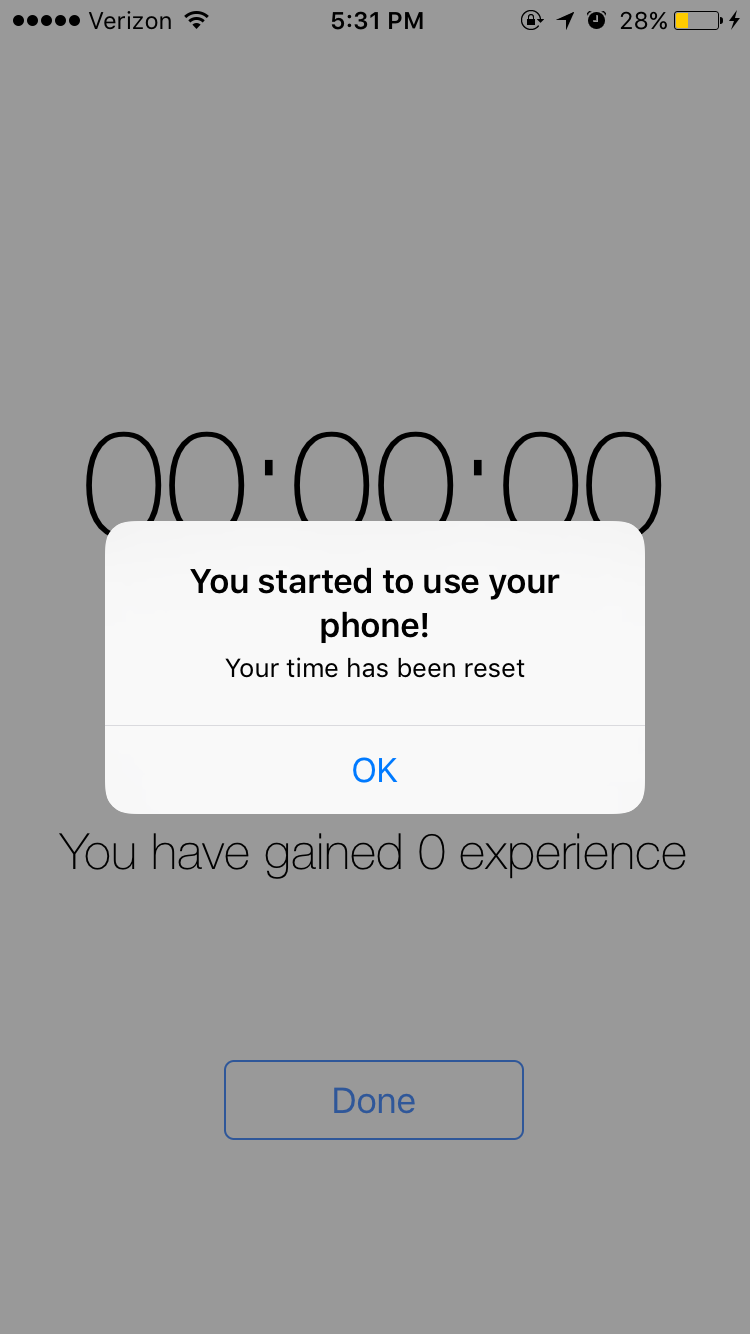 Verizon 5:31 PM 28%
00:00:00
You started to use your
phone!
Your time has been reset
OK
You have gained 0 experience
Done